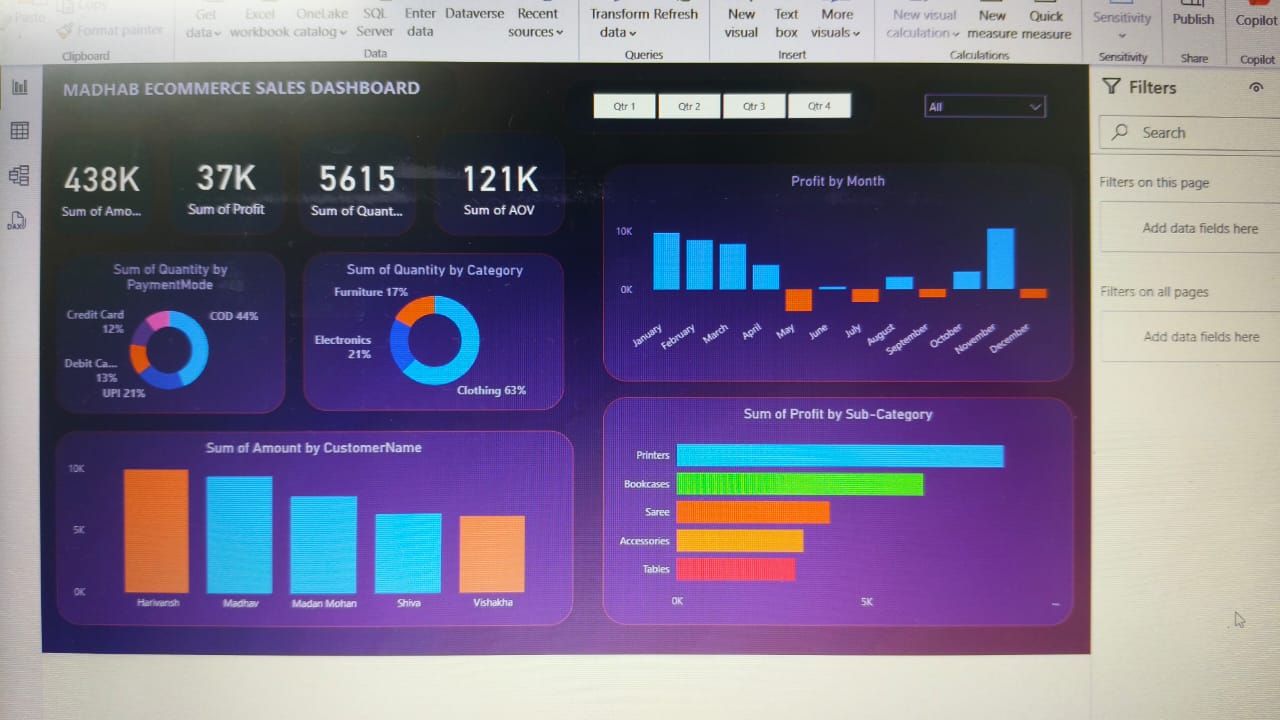 Paste
Copy
Format painter
Clipboard
Get data
Excel workbook
OneLake catalog
SQL Server
Enter data
Dataverse
Recent sources
Data
Transform data
Refresh
Queries
New visual
Text box
More visuals
Insert
New visual calculation
New measure
Quick measure
Calculations
Sensitivity
Sensitivity
Publish
Share
Copilot
Copilot
MADHAB ECOMMERCE SALES DASHBOARD
Qtr 1
Qtr 2
Qtr 3
Qtr 4
All
438K
Sum of Amo...
37K
Sum of Profit
5615
Sum of Quant...
121K
Sum of AOV
Sum of Quantity by
PaymentMode
Credit Card
12%
COD 44%
Debit Ca...
13%
UPI 21%
Sum of Quantity by Category
Furniture 17%
Electronics
21%
Clothing 63%
Profit by Month
10K
0K
January
February
March
April
May
June
July
August
September
October
November
December
Sum of Amount by CustomerName
10K
5K
0K
Harivansh
Madhav
Madan Mohan
Shiva
Vishakha
Sum of Profit by Sub-Category
Printers
Bookcases
Saree
Accessories
Tables
0K
5K
...
Filters
Search
Filters on this page
Add data fields here
Filters on all pages
Add data fields here
DAX